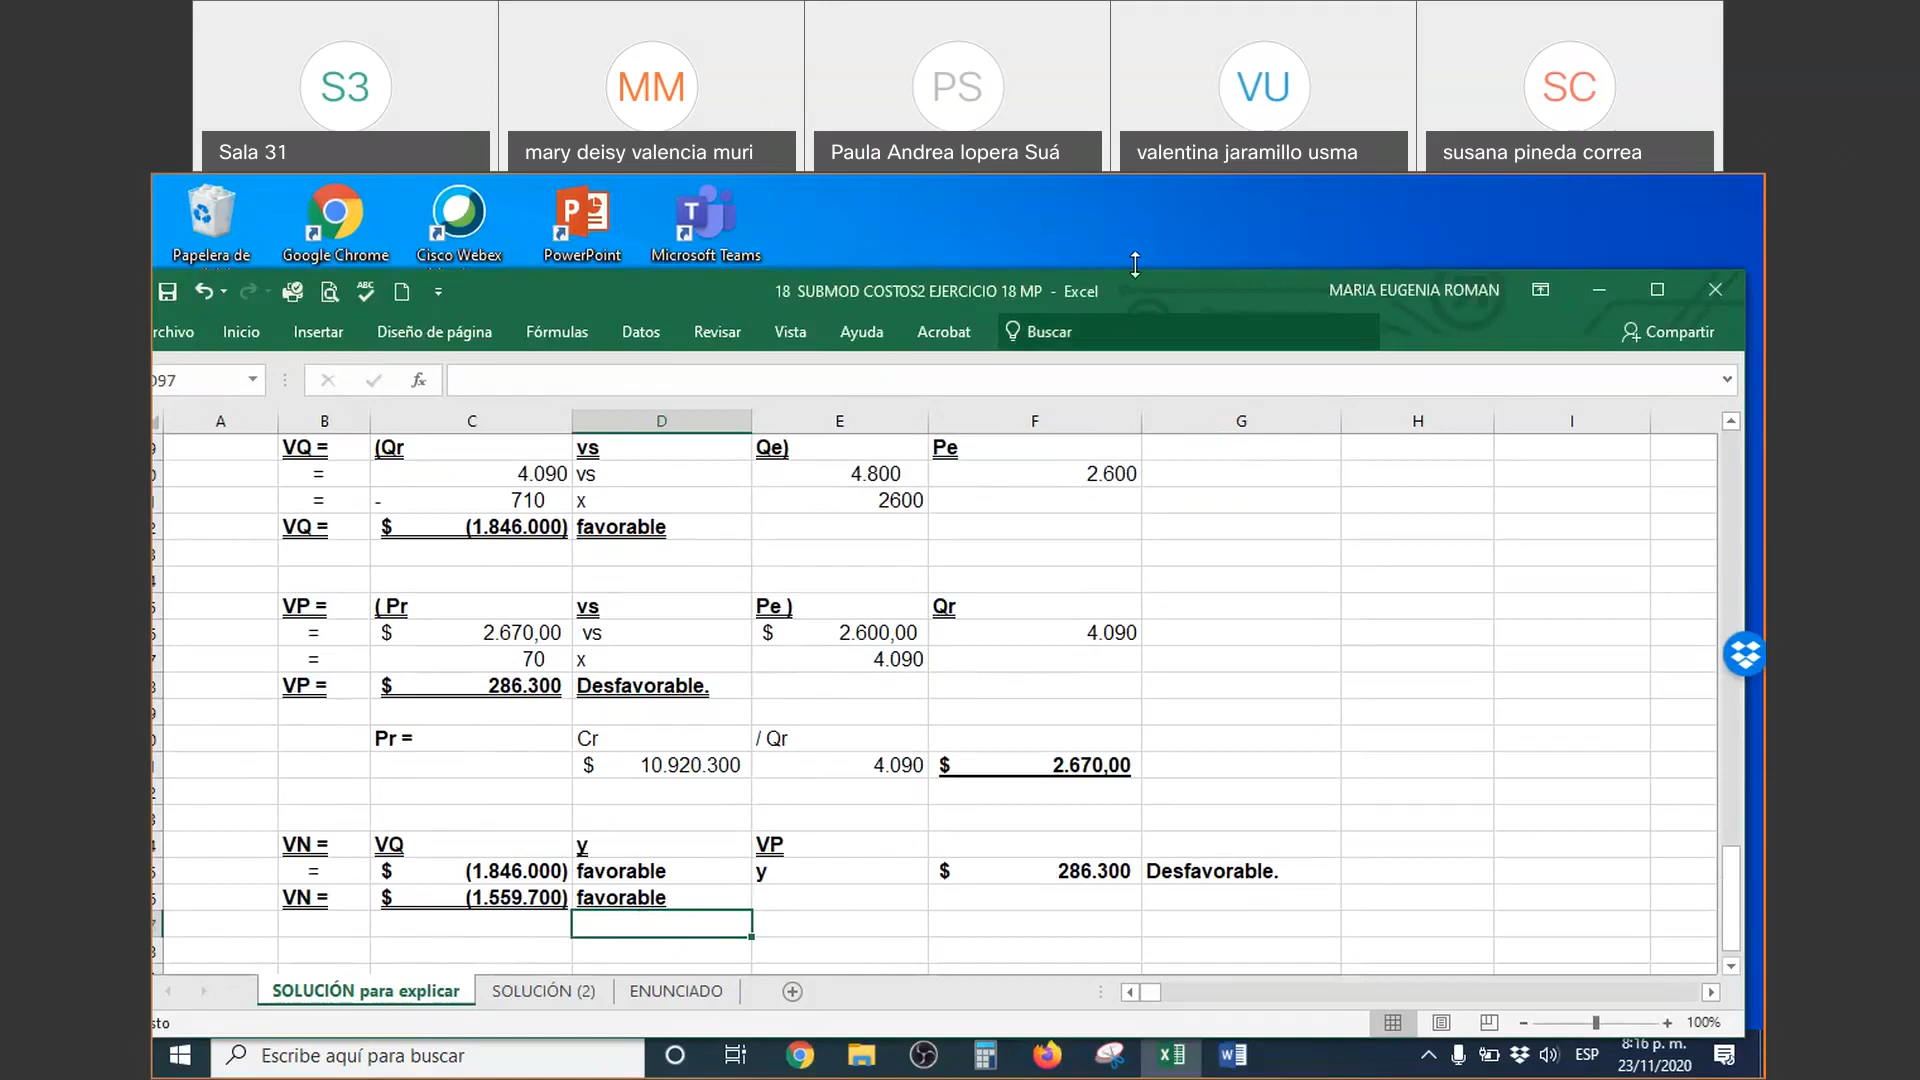 S3 MM PS VU SC
Sala 31 mary deisy valencia muri Paula Andrea lopera Suá valentina jaramillo usma susana pineda correa
Papelera de Google Chrome Cisco Webex PowerPoint Microsoft Teams
18 SUBMOD COSTOS2 EJERCICIO 18 MP - Excel MARIA EUGENIA ROMAN
rchivo Inicio Insertar Diseño de página Fórmulas Datos Revisar Vista Ayuda Acrobat Buscar Compartir
97 fx
A B C D E F G H I
VQ = (Qr vs Qe) Pe
= 4.090 vs 4.800 2.600
= - 710 x 2600
VQ = $ (1.846.000) favorable
VP = ( Pr vs Pe ) Qr
= $ 2.670,00 vs $ 2.600,00 4.090
= 70 x 4.090
VP = $ 286.300 Desfavorable.
Pr = Cr / Qr
$ 10.920.300 4.090 $ 2.670,00
VN = VQ y VP
= $ (1.846.000) favorable y $ 286.300 Desfavorable.
VN = $ (1.559.700) favorable
SOLUCIÓN para explicar SOLUCIÓN (2) ENUNCIADO
sto 100%
Escribe aquí para buscar ESP 8:16 p. m.
23/11/2020